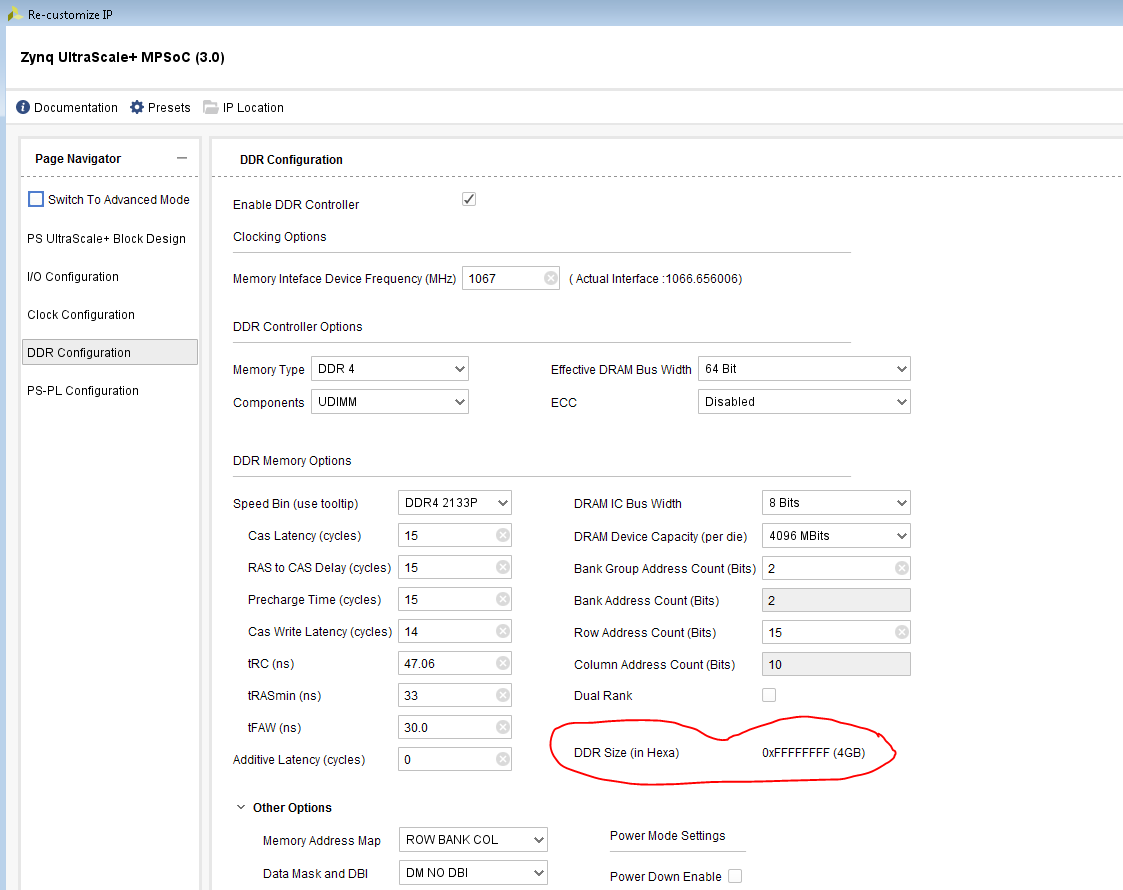 Re-customize IP
Zynq UltraScale+ MPSoC (3.0)
Documentation Presets IP Location
Page Navigator
Switch To Advanced Mode
PS UltraScale+ Block Design
I/O Configuration
Clock Configuration
DDR Configuration
PS-PL Configuration
DDR Configuration
Enable DDR Controller
Clocking Options
Memory Inteface Device Frequency (MHz) 1067 ( Actual Interface :1066.656006)
DDR Controller Options
Memory Type DDR 4 Effective DRAM Bus Width 64 Bit
Components UDIMM ECC Disabled
DDR Memory Options
Speed Bin (use tooltip) DDR4 2133P DRAM IC Bus Width 8 Bits
Cas Latency (cycles) 15 DRAM Device Capacity (per die) 4096 MBits
RAS to CAS Delay (cycles) 15 Bank Group Address Count (Bits) 2
Precharge Time (cycles) 15 Bank Address Count (Bits) 2
Cas Write Latency (cycles) 14 Row Address Count (Bits) 15
tRC (ns) 47.06 Column Address Count (Bits) 10
tRASmin (ns) 33 Dual Rank
tFAW (ns) 30.0
DDR Size (in Hexa) 0xFFFFFFFF (4GB)
Additive Latency (cycles) 0
Other Options
Memory Address Map ROW BANK COL Power Mode Settings
Data Mask and DBI DM NO DBI Power Down Enable